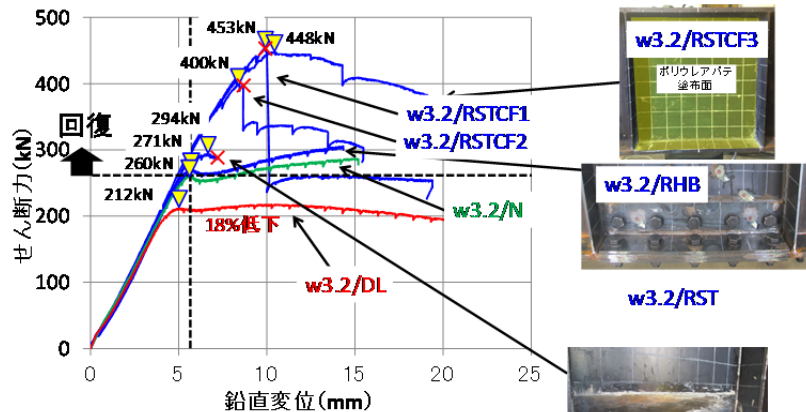 せん断力(kN)
500
400
300
200
100
0
0
5
10
15
20
25
鉛直変位(mm)
回復
453kN
448kN
400kN
294kN
271kN
260kN
212kN
18%低下
w3.2/DL
w3.2/N
w3.2/RSTCF1
w3.2/RSTCF2
w3.2/RSTCF3
ポリウレアパテ
塗布面
w3.2/RHB
w3.2/RST